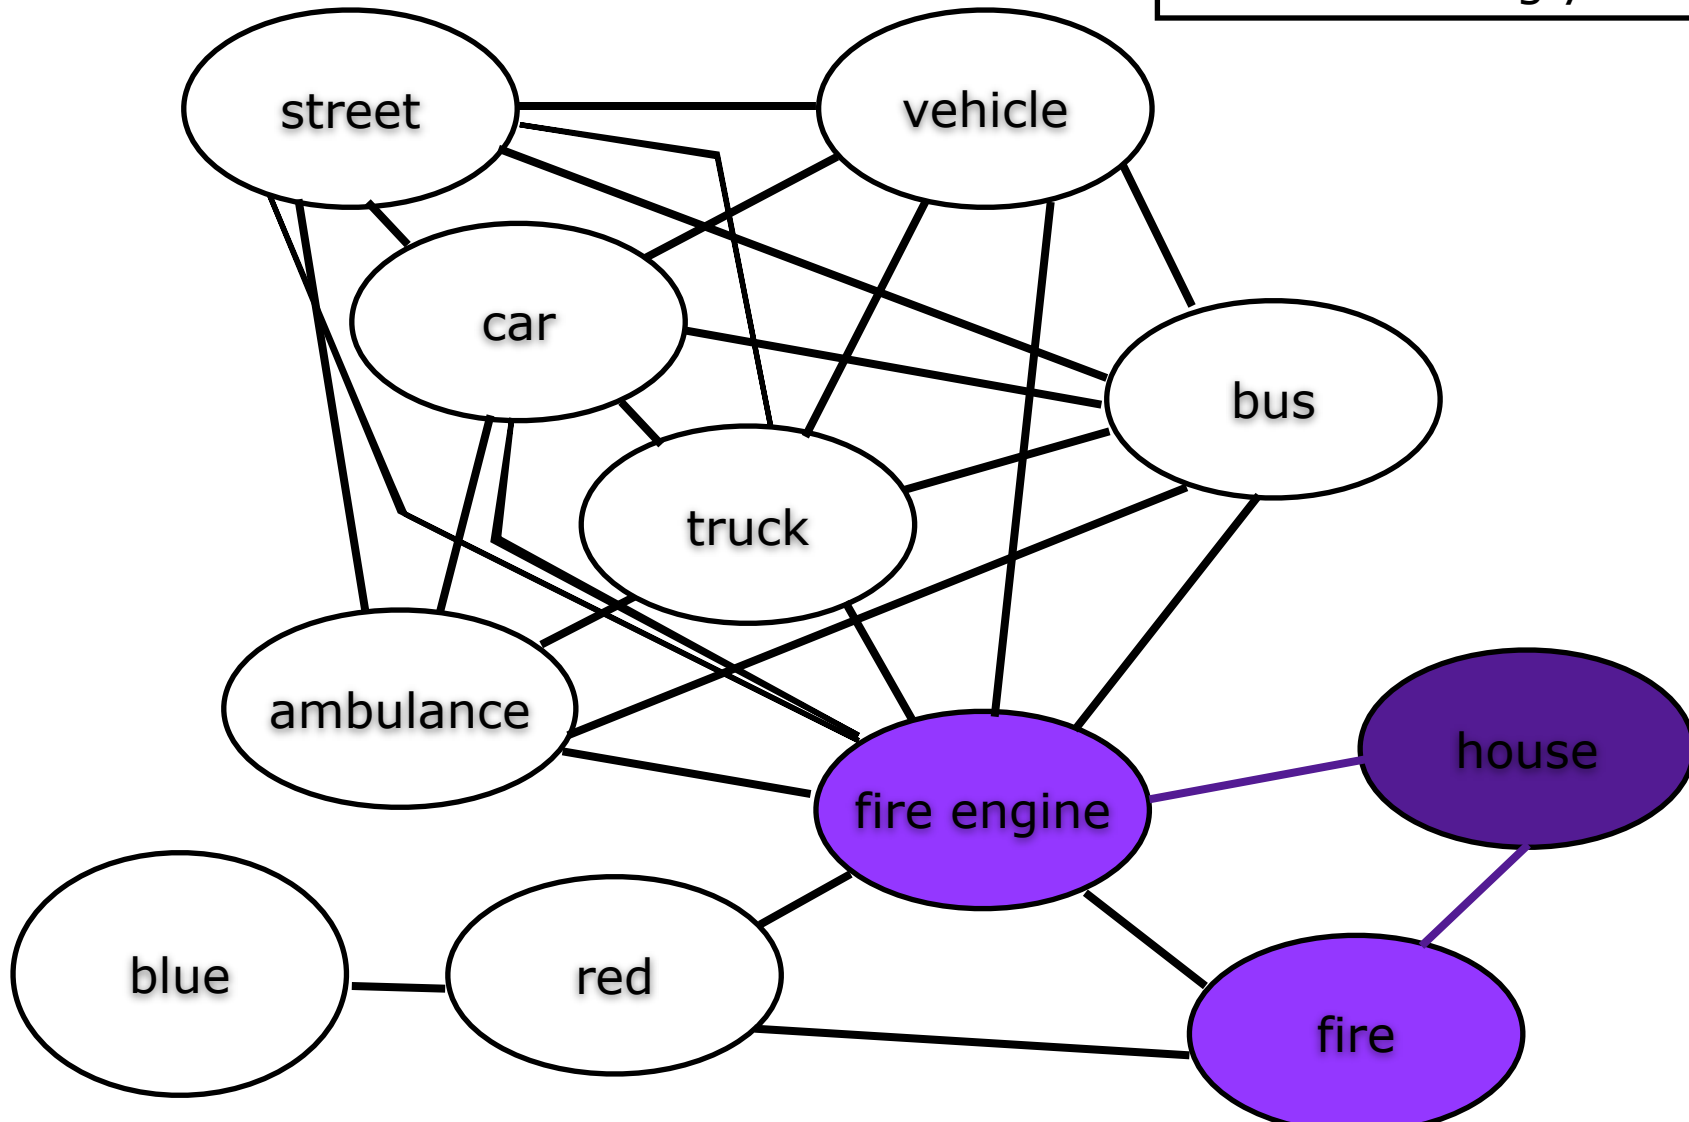 street
vehicle
car
bus
truck
ambulance
house
fire engine
blue
red
fire